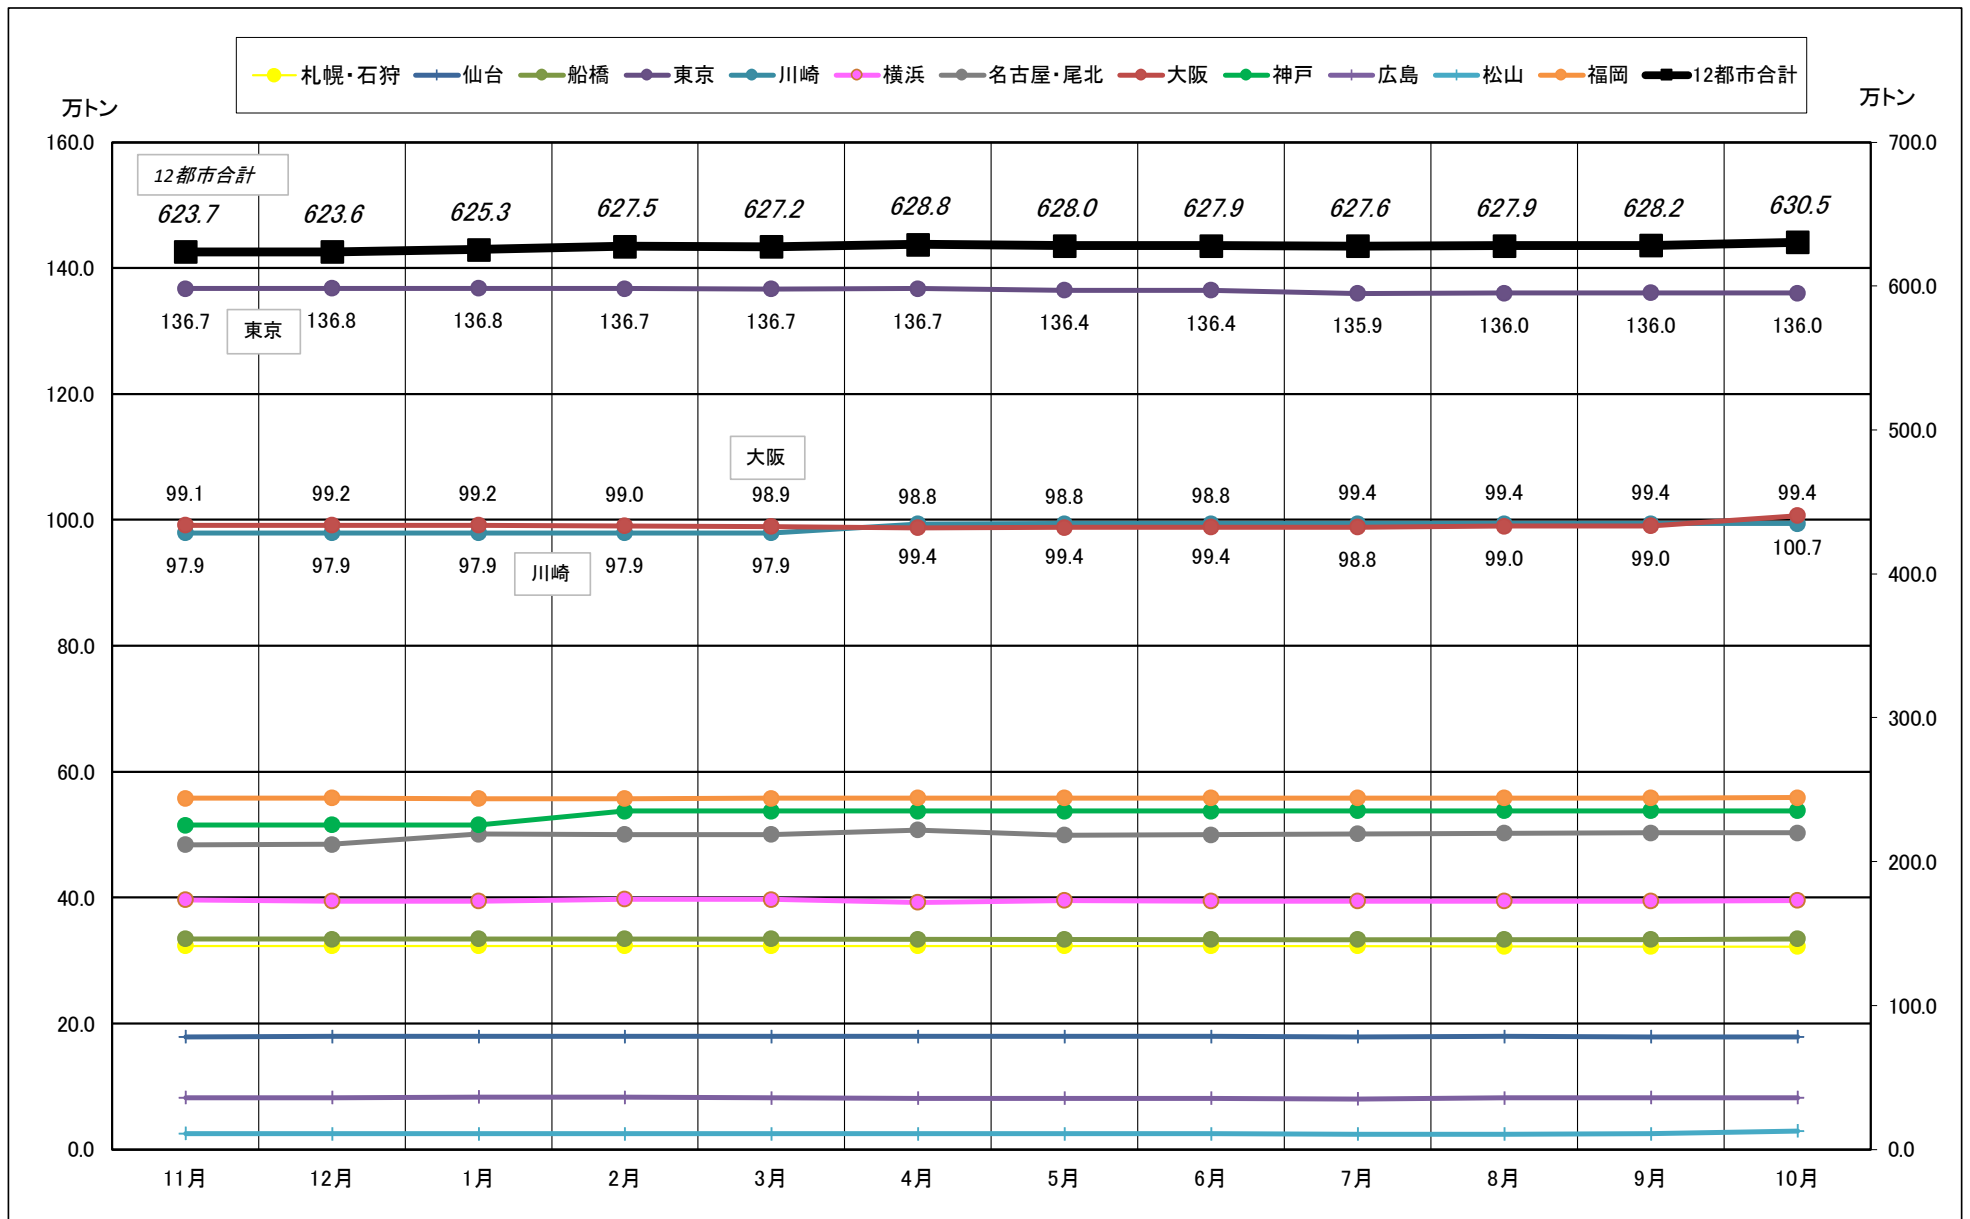 札幌・石狩 仙台 船橋 東京 川崎 横浜 名古屋・尾北 大阪 神戸 広島 松山 福岡 12都市合計
万トン 万トン
160.0 700.0
12都市合計
623.7 623.6 625.3 627.5 627.2 628.8 628.0 627.9 627.6 627.9 628.2 630.5
140.0
600.0
136.7 136.8 136.8 136.7 136.7 136.7 136.4 136.4 135.9 136.0 136.0 136.0
東京
120.0
500.0
大阪
99.1 99.2 99.2 99.0 98.9 98.8 98.8 98.8 99.4 99.4 99.4 99.4
100.0
97.9 97.9 97.9 97.9 97.9 99.4 99.4 99.4 98.8 99.0 99.0 100.7
川崎
400.0
80.0
300.0
60.0
200.0
40.0
100.0
20.0
0.0 0.0
11月 12月 1月 2月 3月 4月 5月 6月 7月 8月 9月 10月